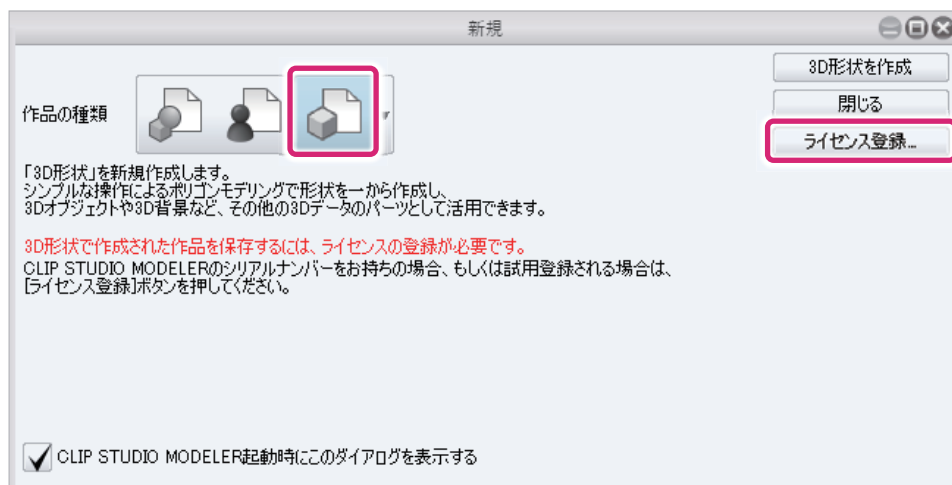 新規
3D形状を作成
閉じる
ライセンス登録...
作品の種類
「3D形状」を新規作成します。
シンプルな操作によるポリゴンモデリングで形状を一から作成し、
3Dオブジェクトや3D背景など、その他の3Dデータのパーツとして活用できます。
3D形状で作成された作品を保存するには、ライセンスの登録が必要です。
CLIP STUDIO MODELERのシリアルナンバーをお持ちの場合、もしくは試用登録される場合は、
[ライセンス登録]ボタンを押してください。
CLIP STUDIO MODELER起動時にこのダイアログを表示する